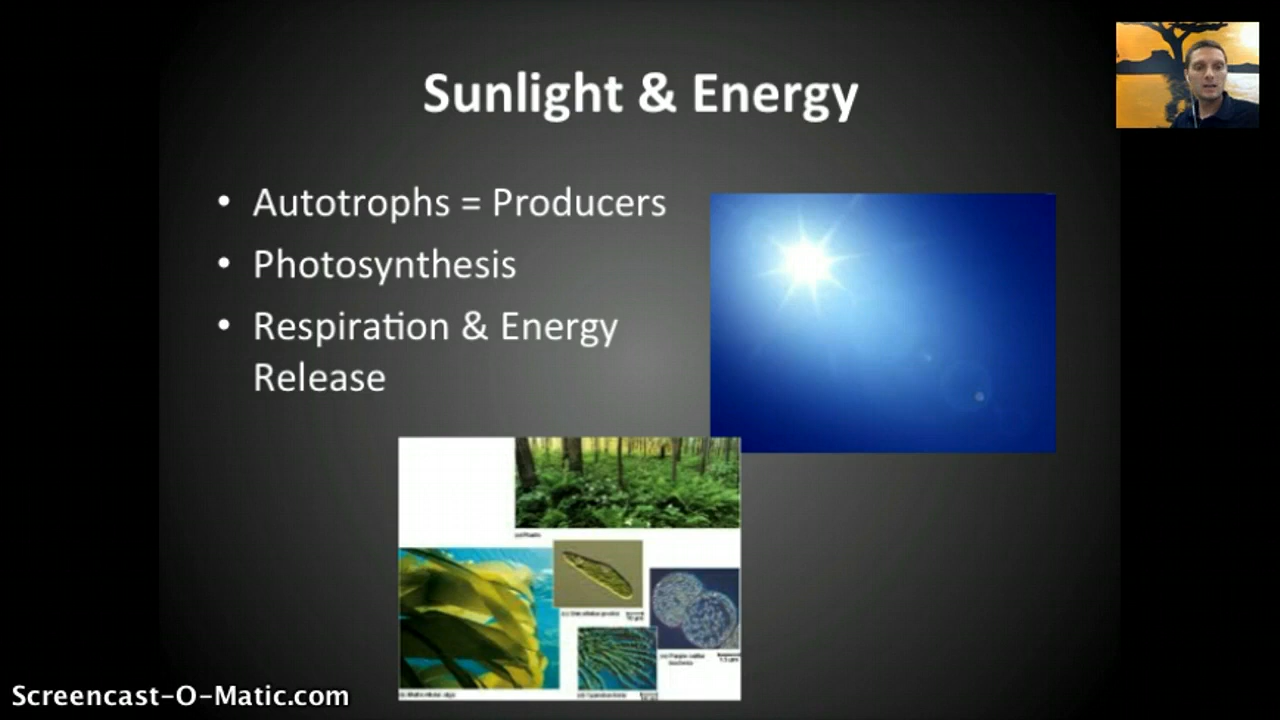 Sunlight & Energy
• Autotrophs = Producers
• Photosynthesis
• Respiration & Energy
Release
Screencast-O-Matic.com